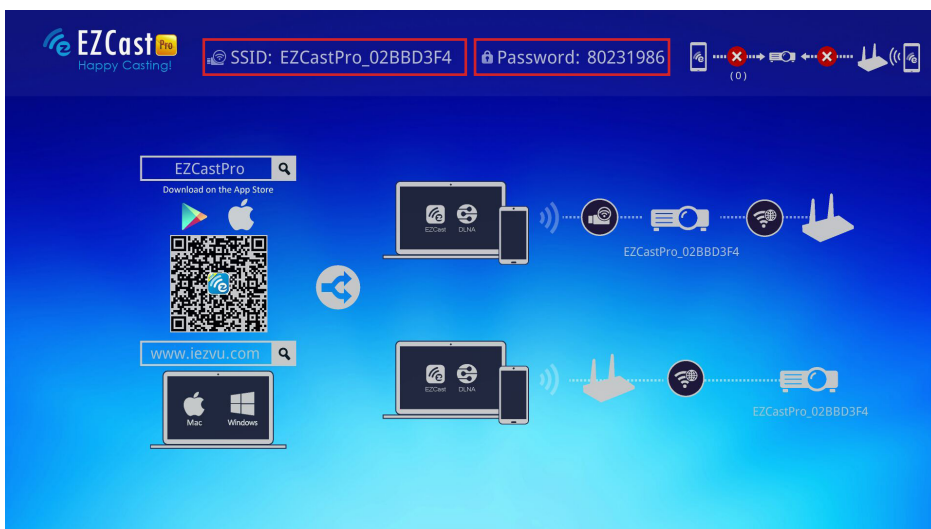 EZCast Pro
Happy Casting!
SSID: EZCastPro_02BBD3F4
Password: 80231986
(0)
EZCastPro
Download on the App Store
www.iezvu.com
Mac Windows
EZCast DLNA
EZCastPro_02BBD3F4
EZCast DLNA
EZCastPro_02BBD3F4